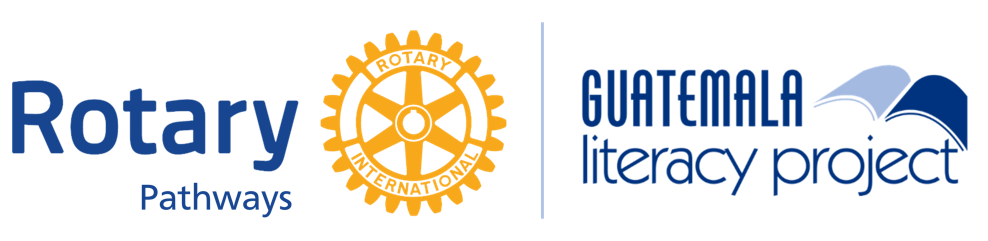 Rotary
Pathways
ROTARY
INTERNATIONAL
GUATEMALA
literacy project